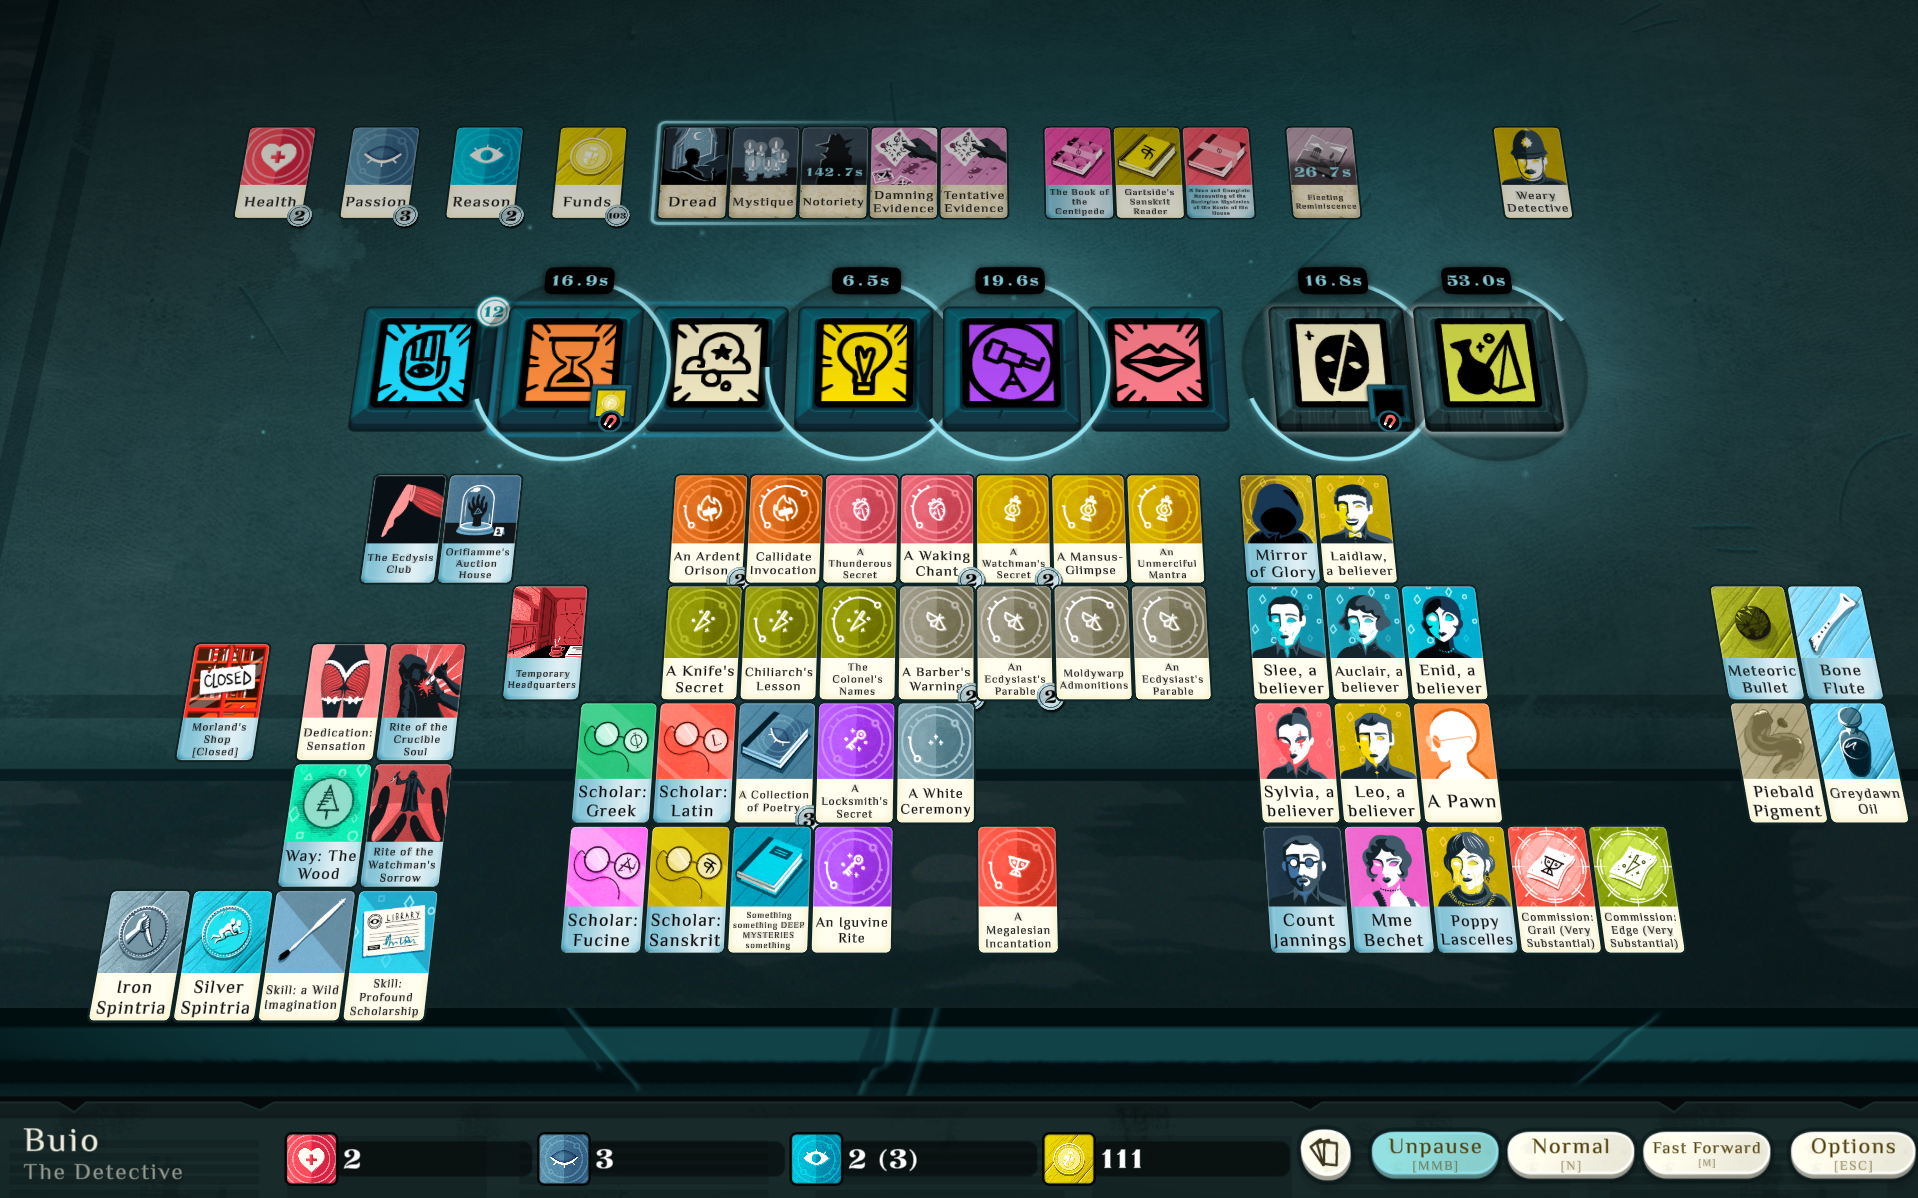 Health
2
Passion
3
Reason
2
Funds
103
Dread
Mystique
142.7s
Notoriety
Damning
Evidence
Tentative
Evidence
The Book of
the
Centipede
Gartside's
Sanskrit
Reader
26.7s
Fleeting
Reminiscence
Weary
Detective
16.9s
6.5s
19.6s
16.8s
53.0s
12
The Ecdysis
Club
Oriflamme's
Auction
House
An Ardent
Orison
2
Callidate
Invocation
A
Thunderous
Secret
A Waking
Chant
2
A
Watchman's
Secret
2
A Mansus-
Glimpse
An
Unmerciful
Mantra
Mirror
of Glory
Laidlaw,
a believer
Temporary
Headquarters
A Knife's
Secret
Chiliarch's
Lesson
The
Colonel's
Names
A Barber's
Warning
2
An
Ecdysiast's
Parable
2
Moldywarp
Admonitions
An
Ecdysiast's
Parable
Slee, a
believer
Auclair, a
believer
Enid, a
believer
Meteoric
Bullet
Bone
Flute
CLOSED
Morland's
Shop
[Closed]
Dedication:
Sensation
Rite of the
Crucible
Soul
Scholar:
Greek
Scholar:
Latin
A Collection
of Poetry
3
A
Locksmith's
Secret
A White
Ceremony
Sylvia, a
believer
Leo, a
believer
A Pawn
Piebald
Pigment
Greydawn
Oil
Way: The
Wood
Rite of the
Watchman's
Sorrow
Scholar:
Fucine
Scholar:
Sanskrit
Something
something DEEP
MYSTERIES
something
An Iguvine
Rite
A
Megalesian
Incantation
Count
Jannings
Mme
Bechet
Poppy
Lascelles
Commission:
Grail (Very
Substantial)
Commission:
Edge (Very
Substantial)
Iron
Spintria
Silver
Spintria
Skill: a Wild
Imagination
LIBRARY
Skill:
Profound
Scholarship
Buio
The Detective
2
3
2 (3)
111
Unpause
[MMB]
Normal
[N]
Fast Forward
[M]
Options
[ESC]